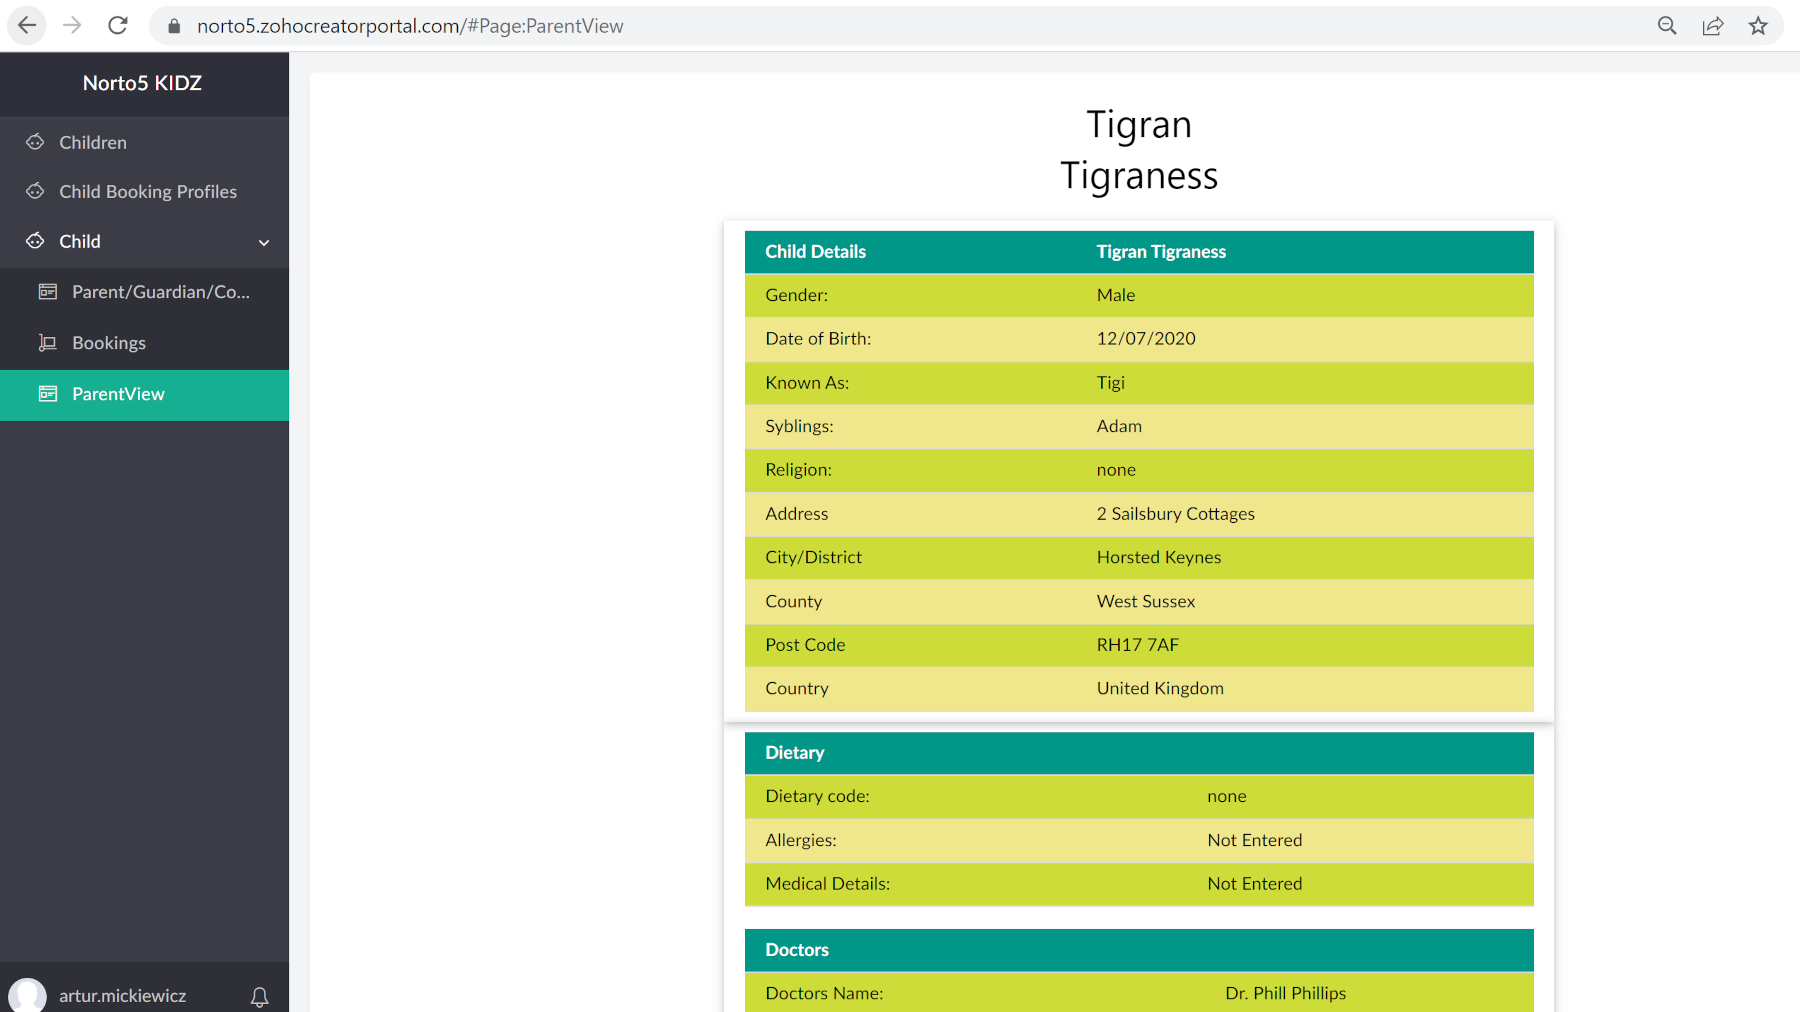 norto5.zohocreatorportal.com/#Page:ParentView
Norto5 KIDZ
Children
Child Booking Profiles
Child
Parent/Guardian/Co...
Bookings
ParentView
artur.mickiewicz
Tigran
Tigraness
Child Details Tigran Tigraness
Gender: Male
Date of Birth: 12/07/2020
Known As: Tigi
Syblings: Adam
Religion: none
Address 2 Sailsbury Cottages
City/District Horsted Keynes
County West Sussex
Post Code RH17 7AF
Country United Kingdom
Dietary
Dietary code: none
Allergies: Not Entered
Medical Details: Not Entered
Doctors
Doctors Name: Dr. Phill Phillips